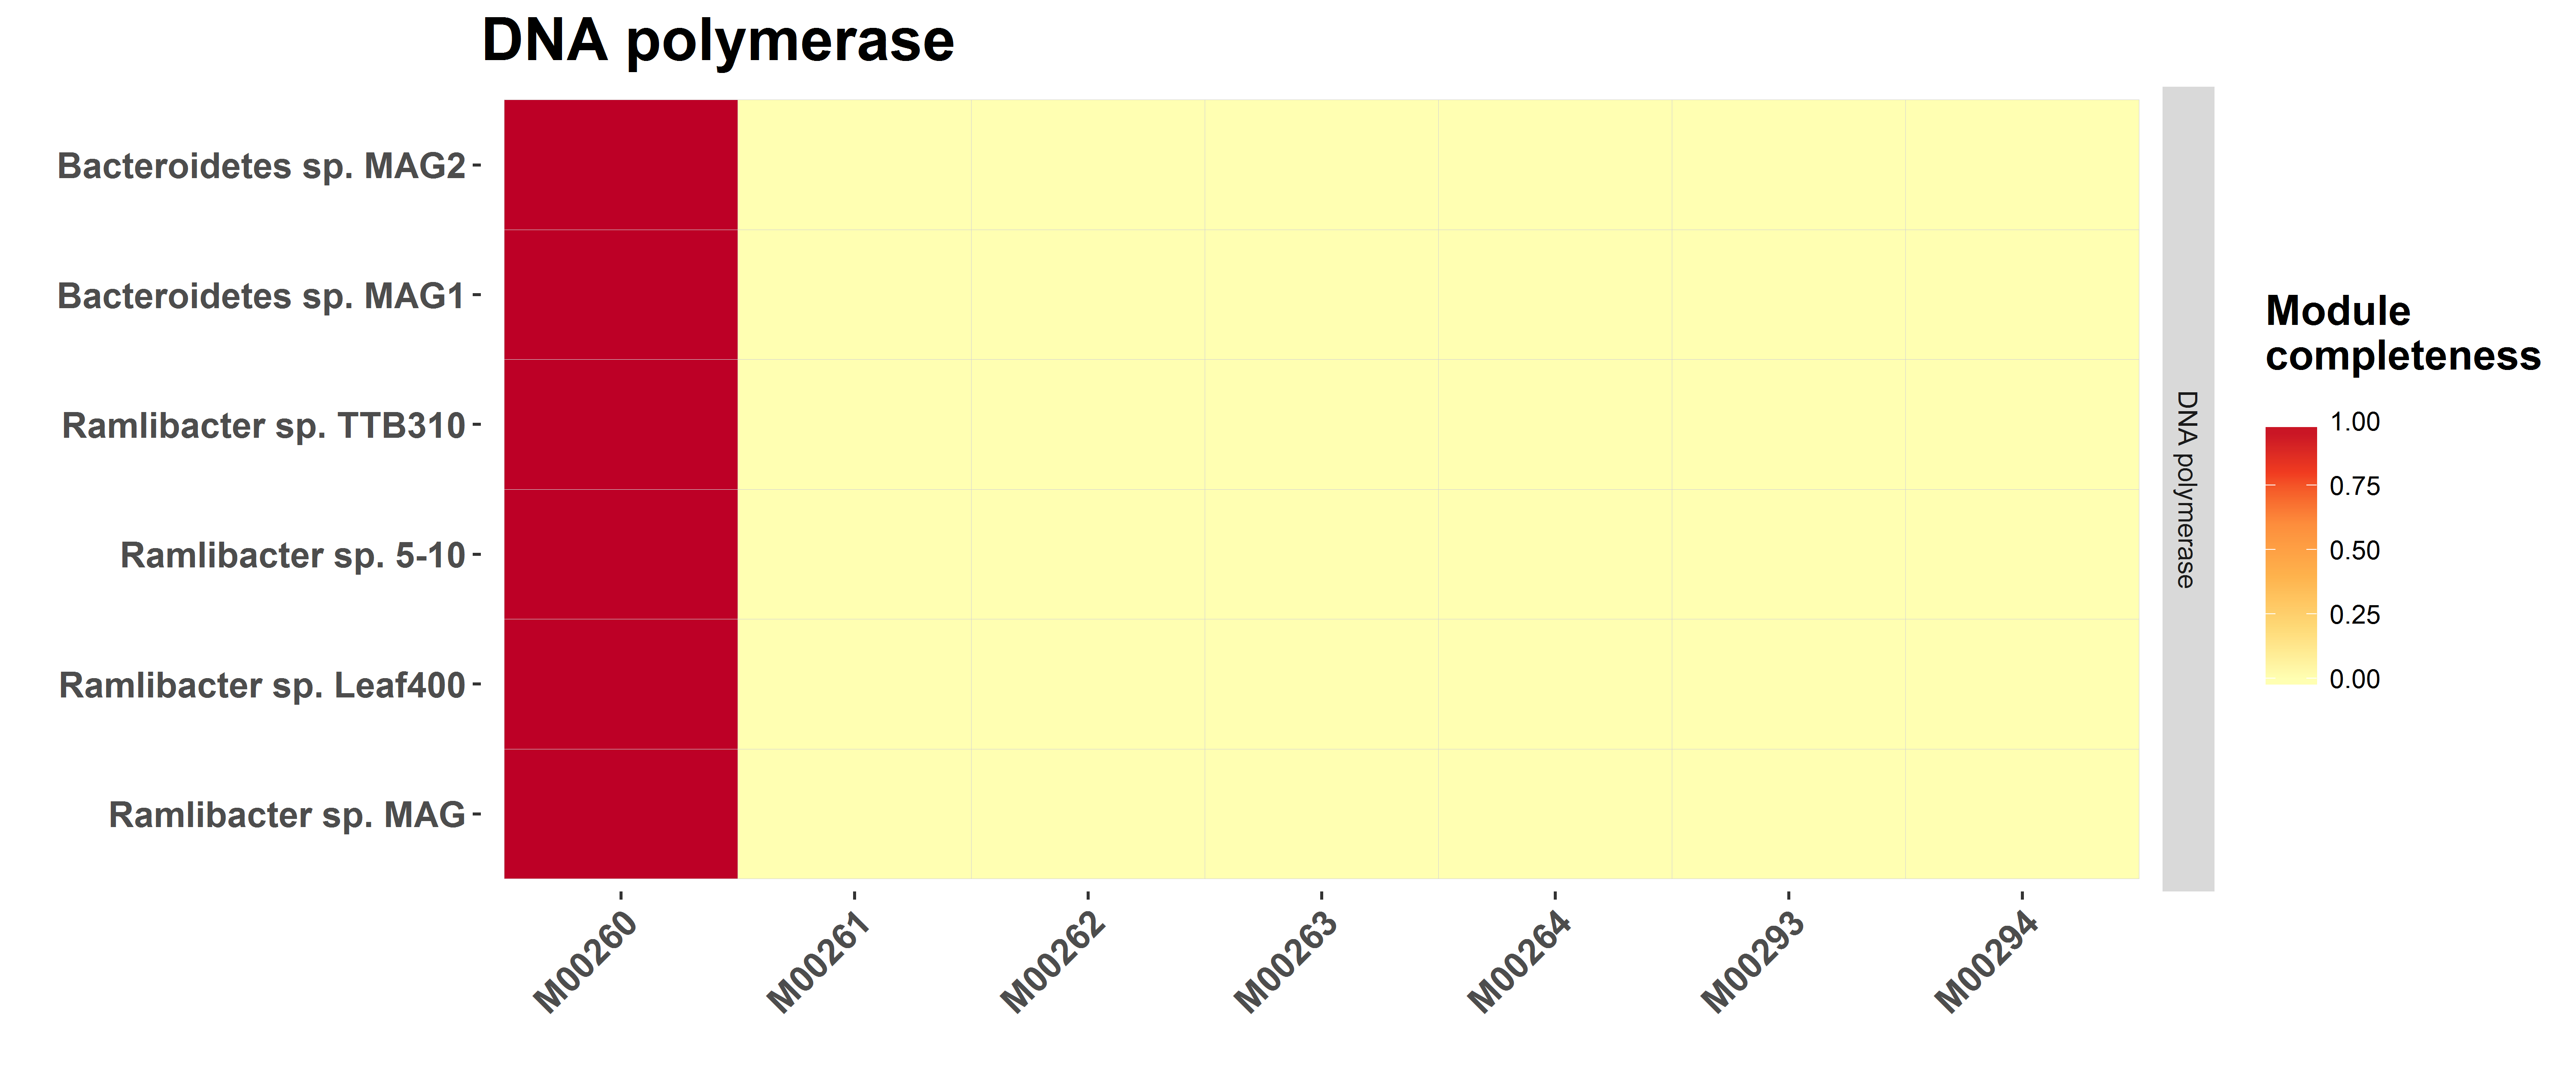 DNA polymerase
Bacteroidetes sp. MAG2
Bacteroidetes sp. MAG1
Ramlibacter sp. TTB310
Ramlibacter sp. 5-10
Ramlibacter sp. Leaf400
Ramlibacter sp. MAG
M00260
M00261
M00262
M00263
M00264
M00293
M00294
DNA polymerase
Module
completeness
1.00
0.75
0.50
0.25
0.00